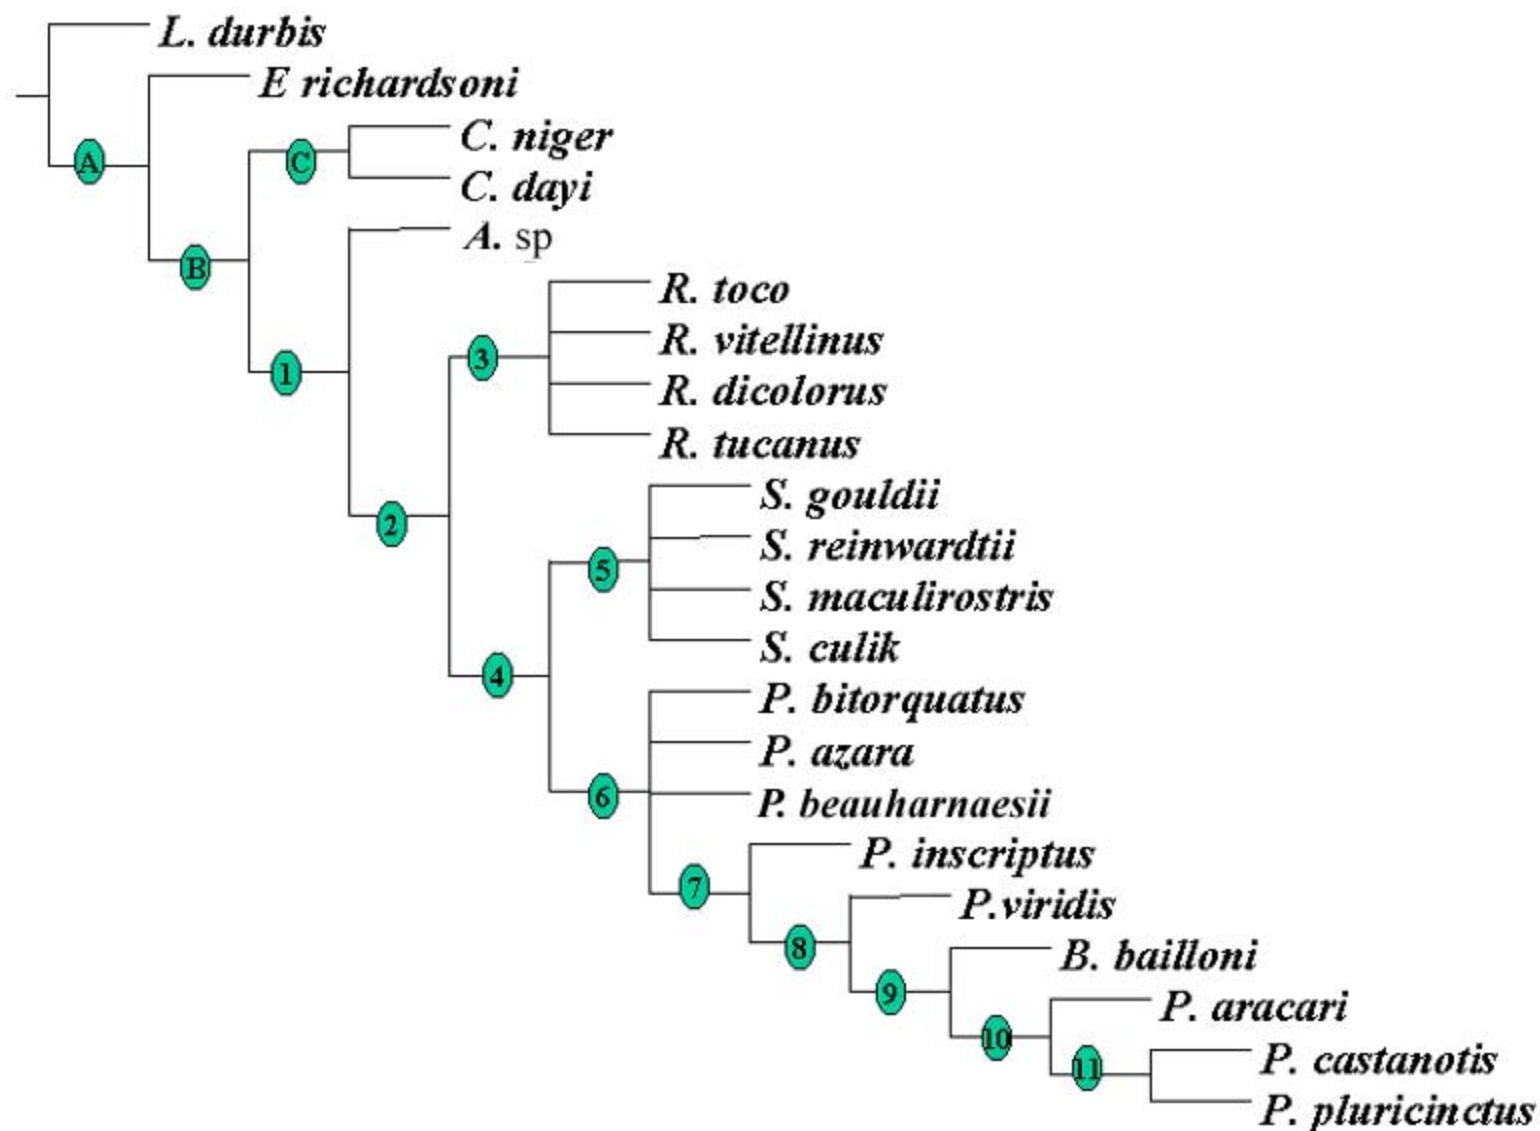 L. durbis
E richardsoni
C. niger
A
C
C. dayi
A. sp
B
R. toco
R. vitellinus
3
1
R. dicolorus
R. tucanus
S. gouldii
2
S. reinwardtii
5
S. maculirostris
S. culik
4
P. bitorquatus
P. azara
6
P. beauharnaesii
P. inscriptus
7
P.viridis
8
B. bailloni
9
P. aracari
10
P. castanotis
11
P. pluricinctus